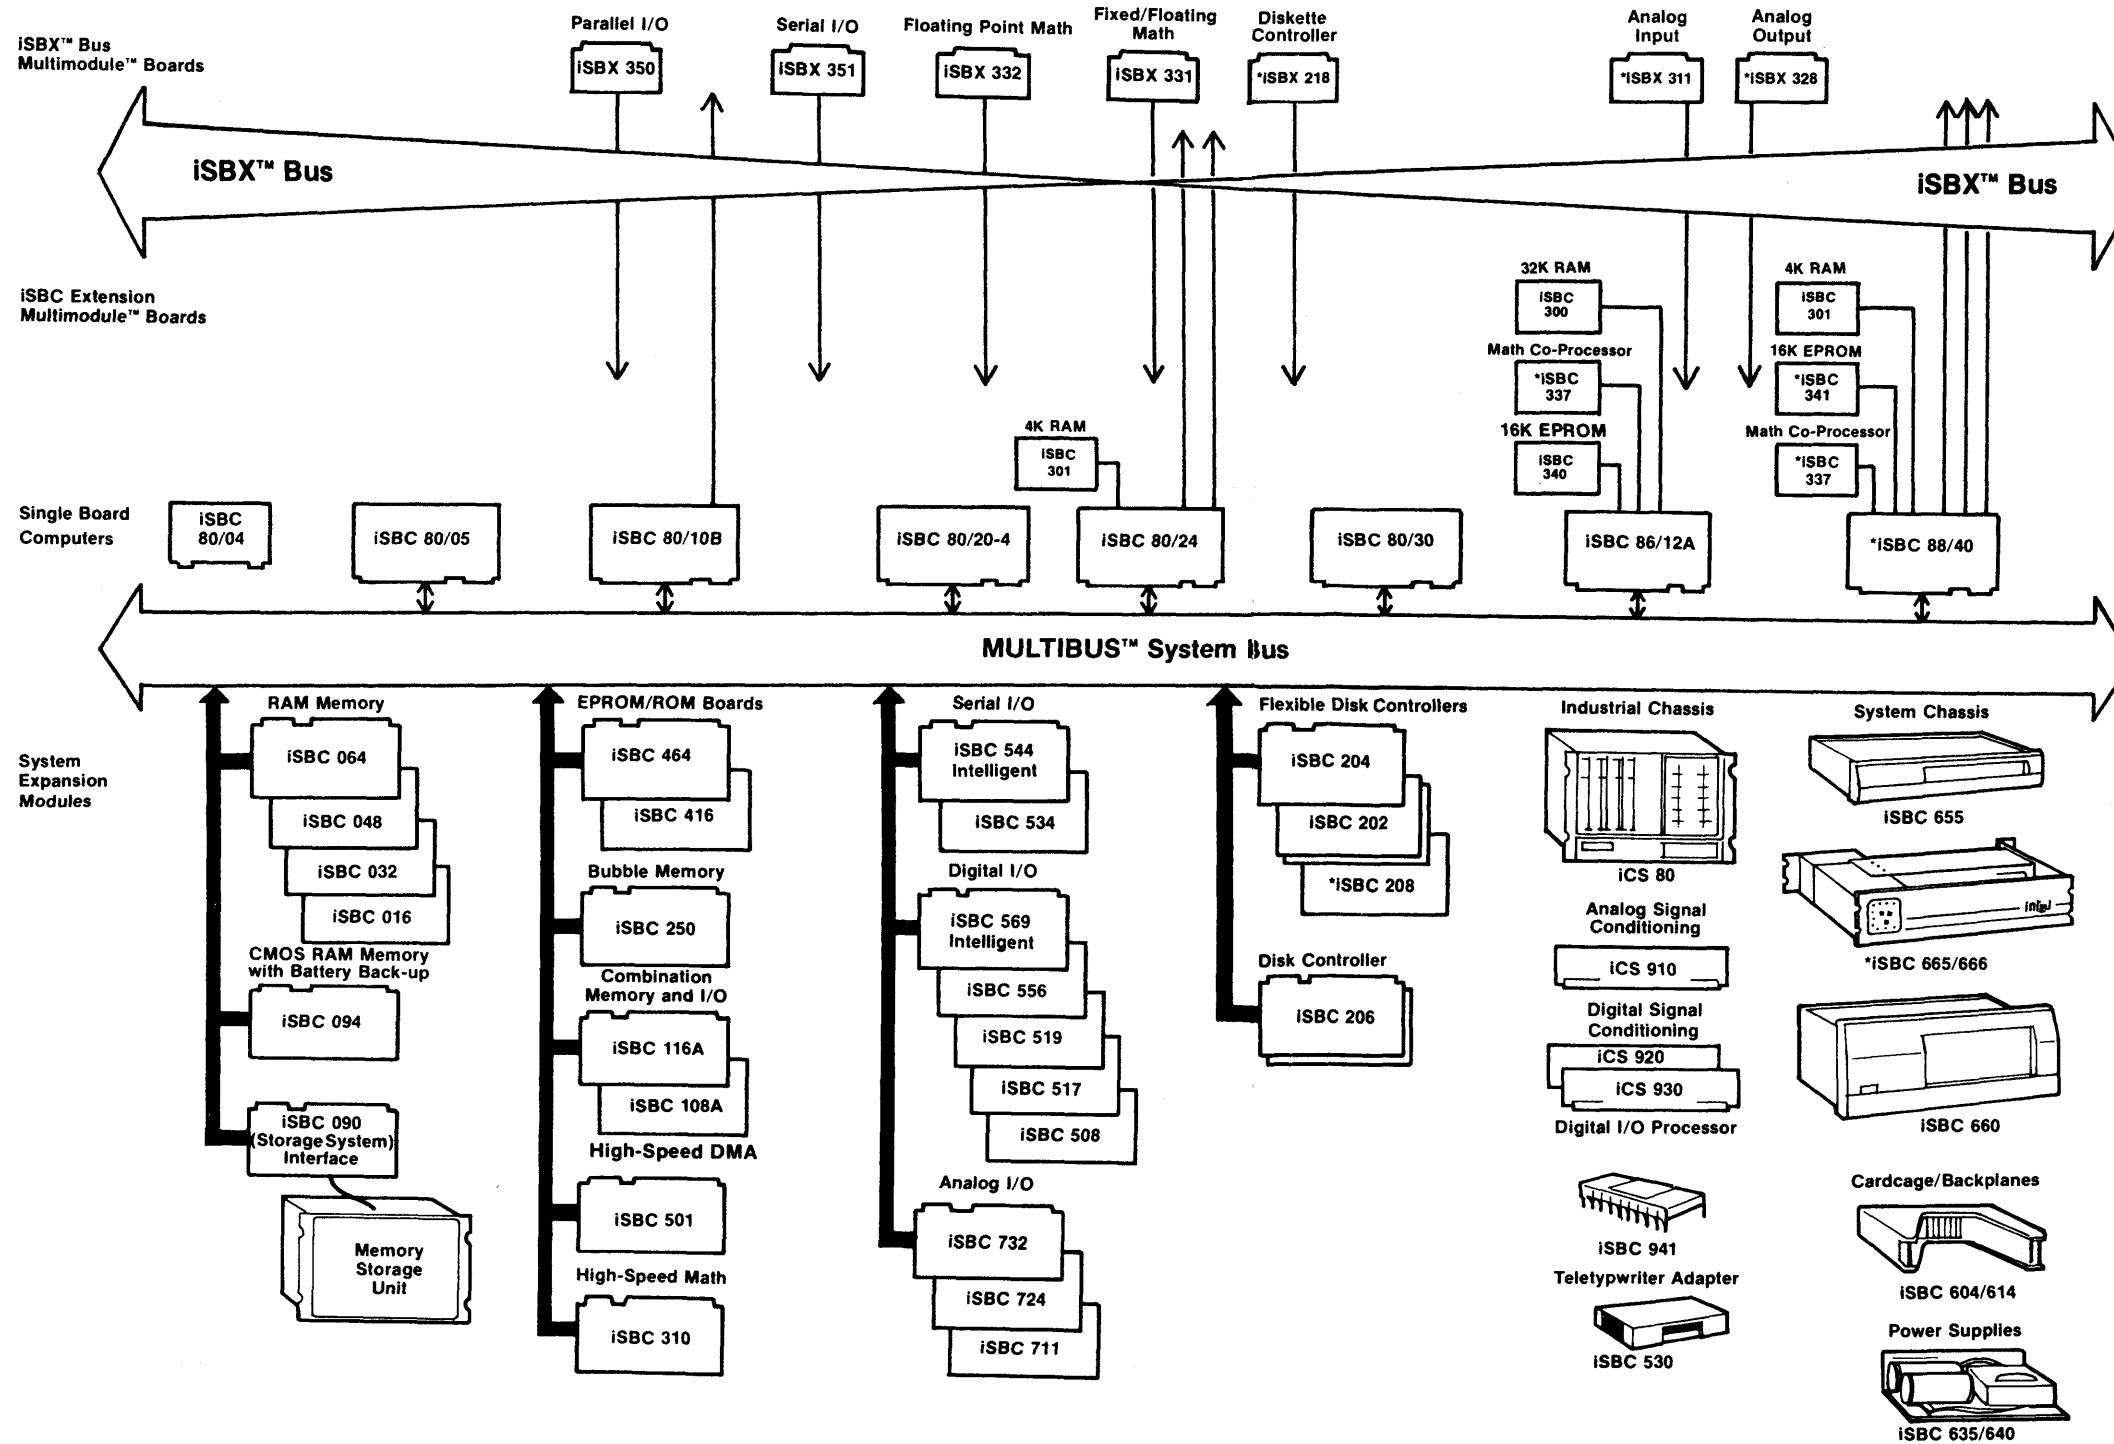 iSBX™ Bus
Multimodule™ Boards
Parallel I/O
iSBX 350
Serial I/O
iSBX 351
Floating Point Math
iSBX 332
Fixed/Floating
Math
iSBX 331
Diskette
Controller
*iSBX 218
Analog
Input
*iSBX 311
Analog
Output
*iSBX 328
iSBX™ Bus
iSBX™ Bus
iSBC Extension
Multimodule™ Boards
4K RAM
iSBC
301
32K RAM
iSBC
300
Math Co-Processor
*iSBC
337
16K EPROM
iSBC
340
4K RAM
iSBC
301
16K EPROM
*iSBC
341
Math Co-Processor
*iSBC
337
Single Board
Computers
iSBC
80/04
iSBC 80/05
iSBC 80/10B
iSBC 80/20-4
iSBC 80/24
iSBC 80/30
iSBC 86/12A
*iSBC 88/40
MULTIBUS™ System Bus
System
Expansion
Modules
RAM Memory
iSBC 064
iSBC 048
iSBC 032
iSBC 016
CMOS RAM Memory
with Battery Back-up
iSBC 094
iSBC 090
(Storage System)
Interface
Memory
Storage
Unit
EPROM/ROM Boards
iSBC 464
iSBC 416
Bubble Memory
iSBC 250
Combination
Memory and I/O
iSBC 116A
iSBC 108A
High-Speed DMA
iSBC 501
High-Speed Math
iSBC 310
Serial I/O
iSBC 544
Intelligent
iSBC 534
Digital I/O
iSBC 569
Intelligent
iSBC 556
iSBC 519
iSBC 517
iSBC 508
Analog I/O
iSBC 732
iSBC 724
iSBC 711
Flexible Disk Controllers
iSBC 204
iSBC 202
*iSBC 208
Disk Controller
iSBC 206
Industrial Chassis
iCS 80
Analog Signal
Conditioning
iCS 910
Digital Signal
Conditioning
iCS 920
iCS 930
Digital I/O Processor
iSBC 941
Teletypwriter Adapter
iSBC 530
System Chassis
iSBC 655
intel
*iSBC 665/666
iSBC 660
Cardcage/Backplanes
iSBC 604/614
Power Supplies
iSBC 635/640